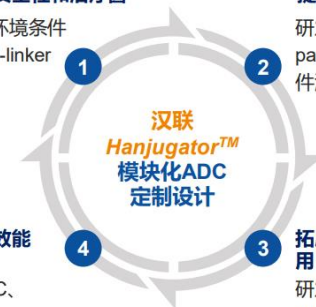 环境条件
-linker
1
2
研
pa
件
汉联
Hanjugator™
模块化ADC
定制设计
效能
4
3
拓
用
C、
研